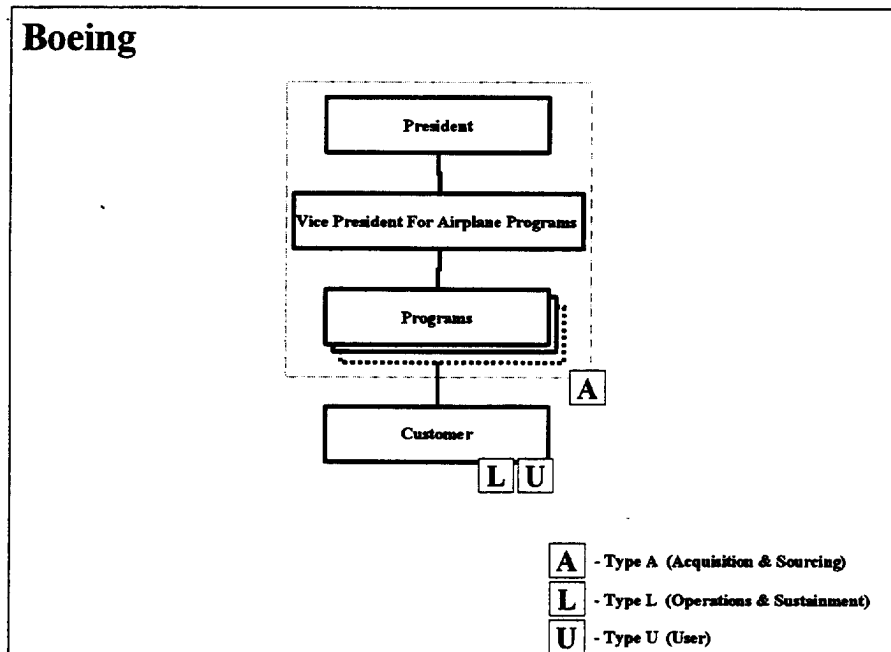 Boeing
President
Vice President For Airplane Programs
Programs
A
Customer
L U
A - Type A (Acquisition & Sourcing)
L - Type L (Operations & Sustainment)
U - Type U (User)